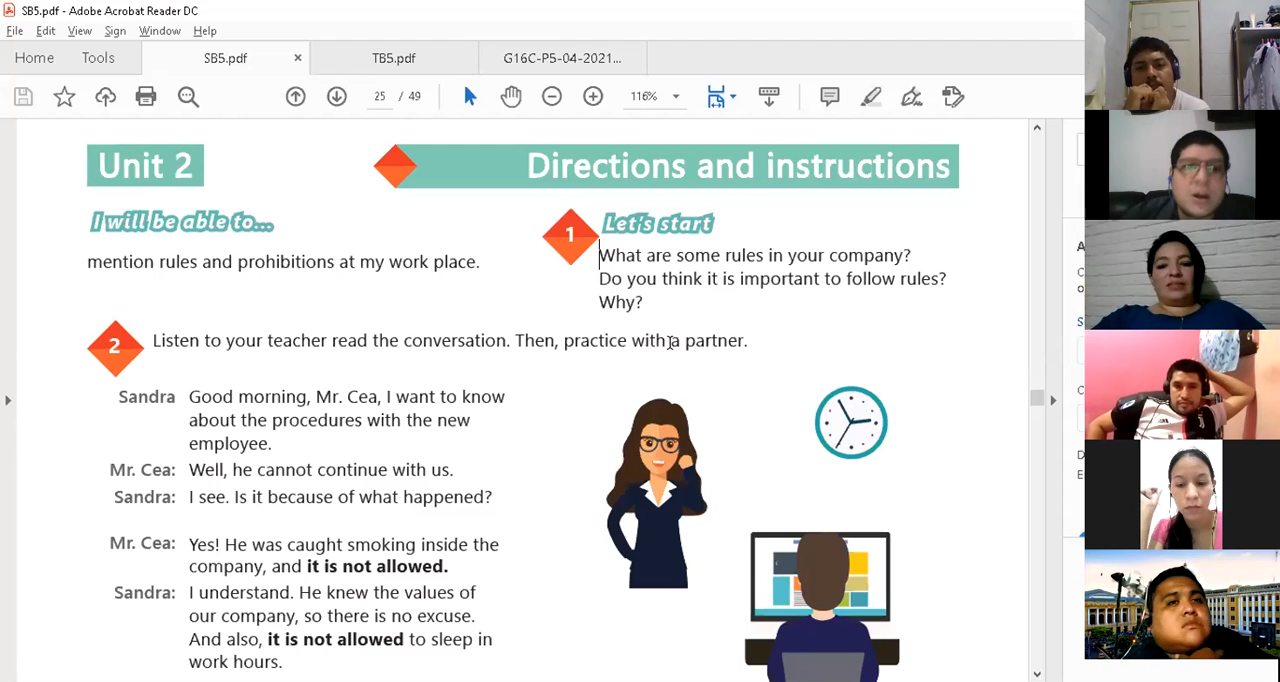 SB5.pdf - Adobe Acrobat Reader DC
File Edit View Sign Window Help
Home Tools SB5.pdf × TB5.pdf G16C-P5-04-2021...
25 / 49 116%
Unit 2 Directions and instructions
I will be able to...
mention rules and prohibitions at my work place.
1 Let's start
What are some rules in your company?
Do you think it is important to follow rules?
Why?
2 Listen to your teacher read the conversation. Then, practice with a partner.
Sandra Good morning, Mr. Cea, I want to know
about the procedures with the new
employee.
Mr. Cea: Well, he cannot continue with us.
Sandra: I see. Is it because of what happened?
Mr. Cea: Yes! He was caught smoking inside the
company, and it is not allowed.
Sandra: I understand. He knew the values of
our company, so there is no excuse.
And also, it is not allowed to sleep in
work hours.